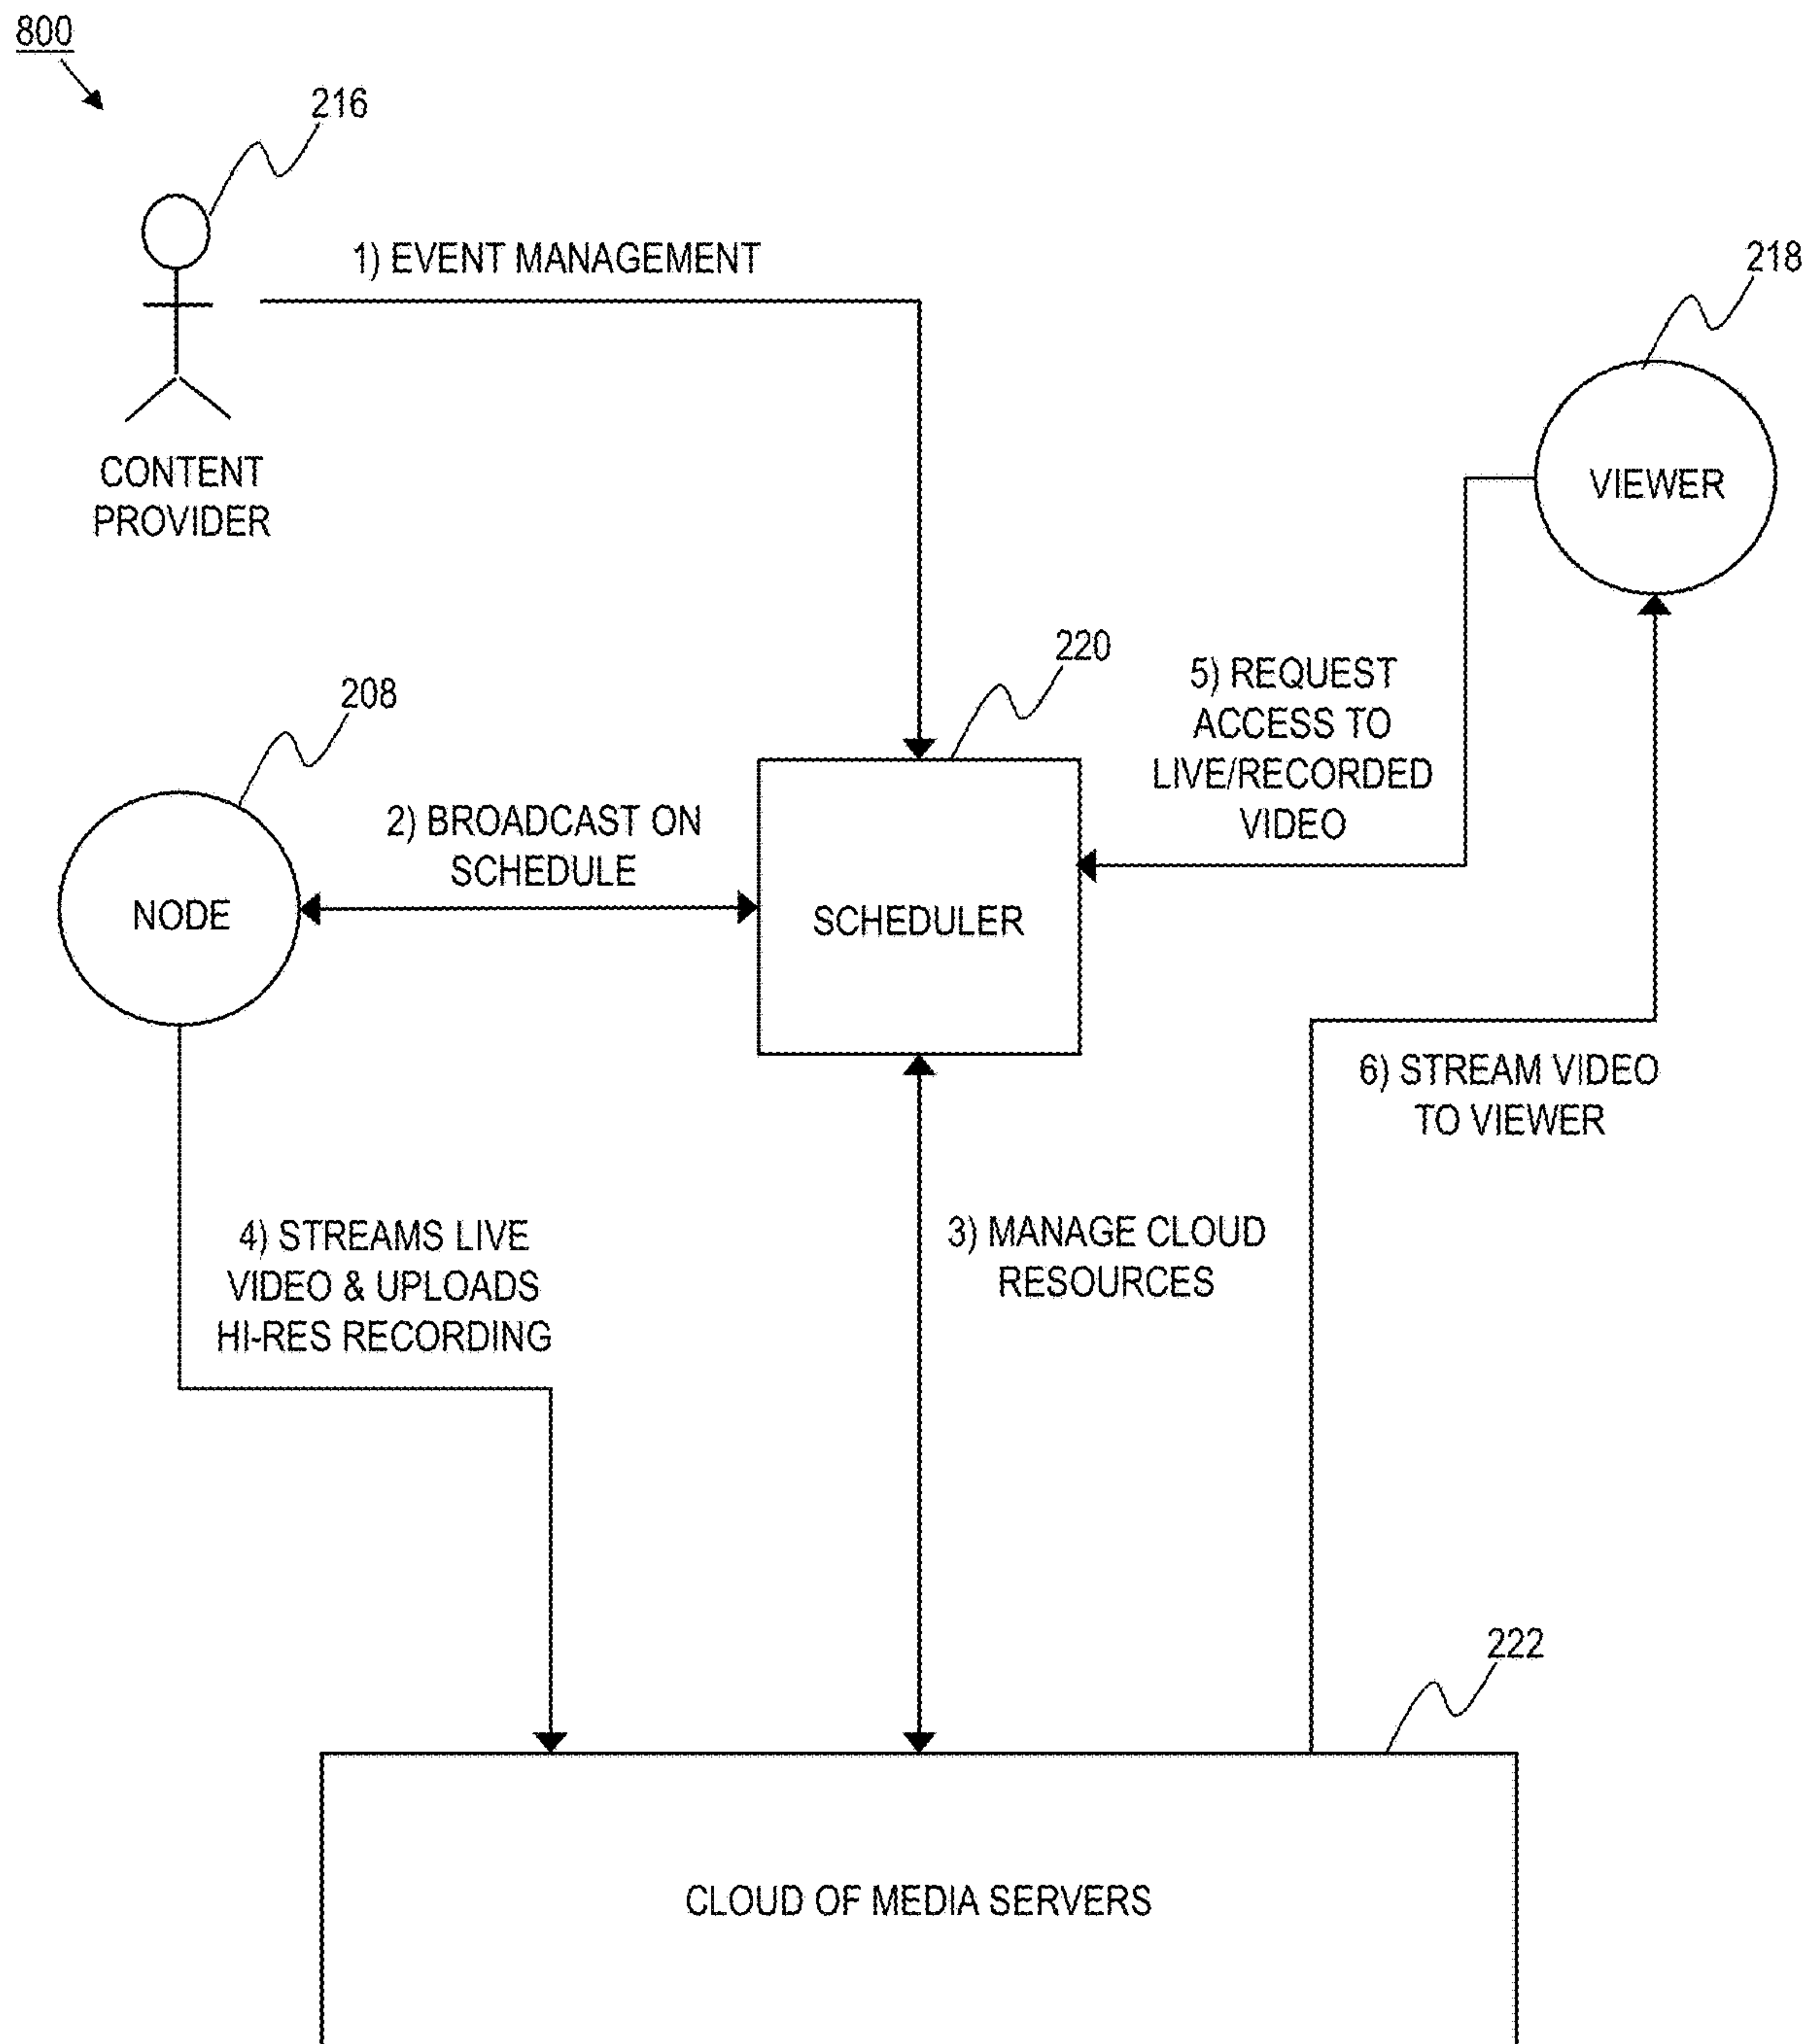 800
216
1) EVENT MANAGEMENT
218
CONTENT
PROVIDER
VIEWER
220
5) REQUEST
ACCESS TO
LIVE/RECORDED
VIDEO
208
2) BROADCAST ON
SCHEDULE
NODE
SCHEDULER
6) STREAM VIDEO
TO VIEWER
4) STREAMS LIVE
VIDEO & UPLOADS
HI-RES RECORDING
3) MANAGE CLOUD
RESOURCES
222
CLOUD OF MEDIA SERVERS